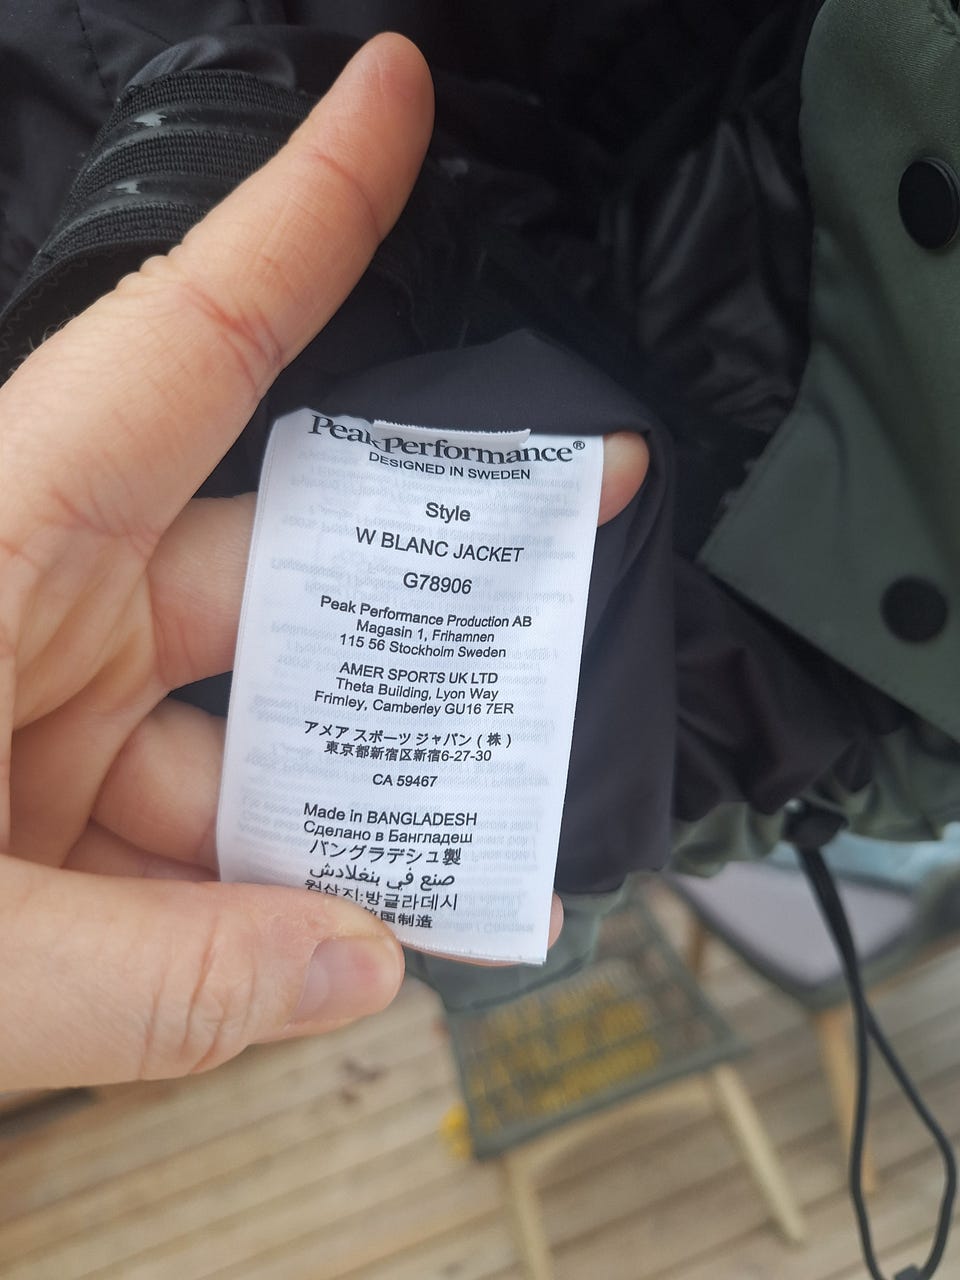 Peak Performance®
DESIGNED IN SWEDEN
Style
W BLANC JACKET
G78906
Peak Performance Production AB
Magasin 1, Frihamnen
115 56 Stockholm Sweden
AMER SPORTS UK LTD
Theta Building, Lyon Way
Frimley, Camberley GU16 7ER
アメア スポーツ ジャパン ( 株 )
東京都新宿区新宿6-27-30
CA 59467
Made in BANGLADESH
Сделано в Бангладеш
バングラデシュ製
صنع في بنغلادش
원산지:방글라데시
国制造